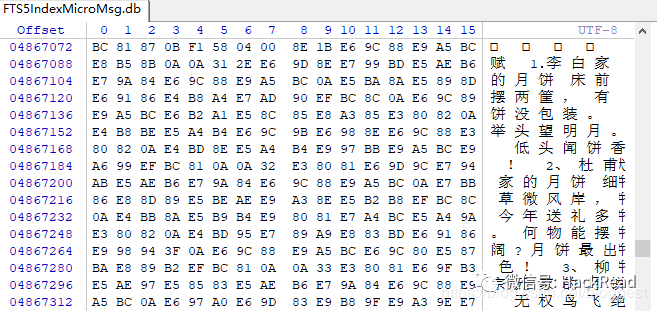 FTS5IndexMicroMsg.db
Offset 0 1 2 3 4 5 6 7 8 9 10 11 12 13 14 15 UTF-8
04867072 BC 81 87 0B F1 58 04 00 8E 1B E6 9C 88 E9 A5 BC
04867088 E8 B5 8B 0A 0A 31 2E E6 9D 8E E7 99 BD E5 AE B6 赋 1.李白家
04867104 E7 9A 84 E6 9C 88 E9 A5 BC 0A E5 BA 8A E5 89 8D 的月饼 床前
04867120 E6 91 86 E4 B8 A4 E7 AD 90 EF BC 8C 0A E6 9C 89 摆两筐， 有
04867136 E9 A5 BC E6 B2 A1 E5 8C 85 E8 A3 85 E3 80 82 0A 饼没包装。
04867152 E4 B8 BE E5 A4 B4 E6 9C 9B E6 98 8E E6 9C 88 E3 举头望明月。
04867168 80 82 0A E4 BD 8E E5 A4 B4 E9 97 BB E9 A5 BC E9 低头闻饼香
04867184 A6 99 EF BC 81 0A 0A 32 E3 80 81 E6 9D 9C E7 94 ！ 2、杜甫
04867200 AB E5 AE B6 E7 9A 84 E6 9C 88 E9 A5 BC 0A E7 BB 家的月饼 细
04867216 86 E8 8D 89 E5 BE AE E9 A3 8E E5 B2 B8 EF BC 8C 草微风岸，
04867232 0A E4 BB 8A E5 B9 B4 E9 80 81 E7 A4 BC E5 A4 9A 今年送礼多
04867248 E3 80 82 0A E4 BD 95 E7 89 A9 E8 83 BD E6 91 86 。何物能摆
04867264 E9 98 94 3F 0A E6 9C 88 E9 A5 BC E6 9C 80 E5 87 阔?月饼最出
04867280 BA E8 89 B2 EF BC 81 0A 0A 33 E3 80 81 E6 9F B3 色！ 3、柳
04867296 E5 AE 97 E5 85 83 E5 AE B6 E7 9A 84 E6 9C 88 E9
04867312 A5 BC 0A E6 97 A0 E6 9D 83 E9 B8 9F E9 A3 9E E7 无权鸟飞绝
微信号: HackRead